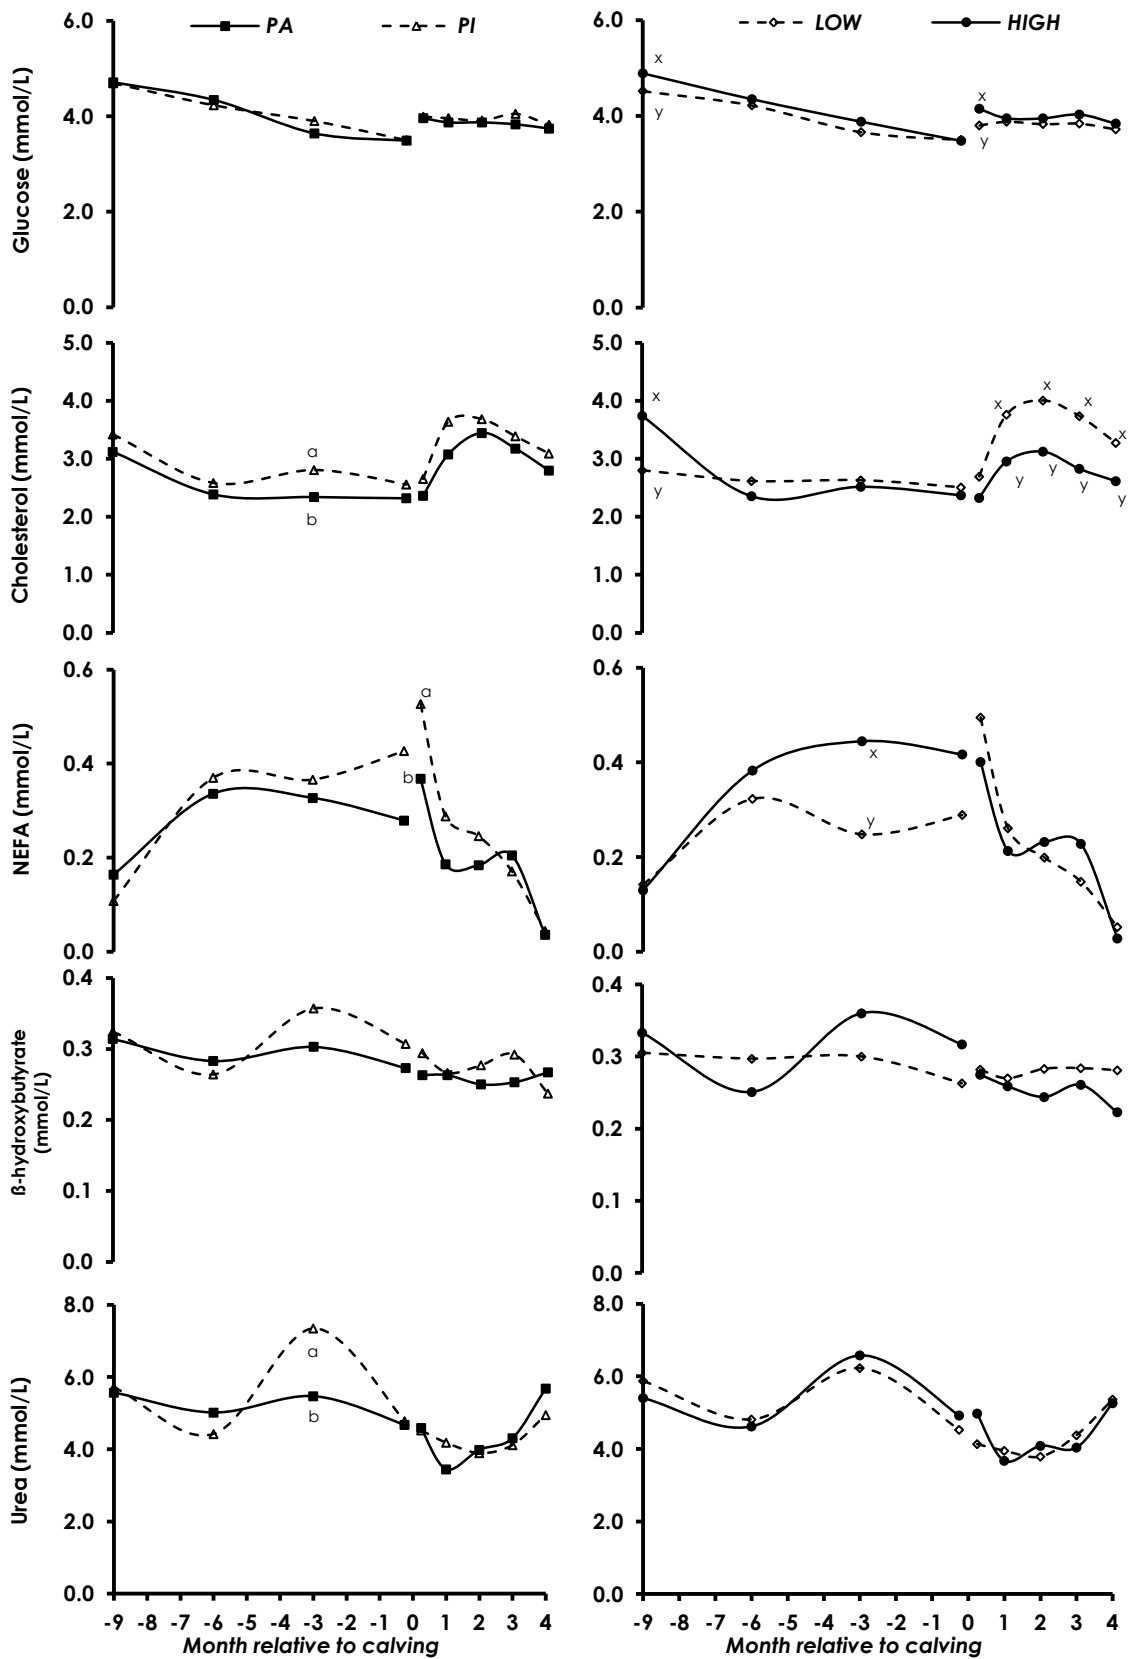 PA PI
Glucose (mmol/L)
6.0
4.0
2.0
0.0
LOW HIGH
6.0
4.0
2.0
0.0
x
y
x
y
Cholesterol (mmol/L)
5.0
4.0
3.0
2.0
1.0
0.0
a
b
5.0
4.0
3.0
2.0
1.0
0.0
x
y
x
x
x
x
y
y
y
y
NEFA (mmol/L)
0.6
0.4
0.2
0.0
a
b
0.6
0.4
0.2
0.0
x
y
ß-hydroxybutyrate
(mmol/L)
0.4
0.3
0.2
0.1
0.0
0.4
0.3
0.2
0.1
0.0
Urea (mmol/L)
8.0
6.0
4.0
2.0
0.0
a
b
-9 -8 -7 -6 -5 -4 -3 -2 -1 0 1 2 3 4
Month relative to calving
8.0
6.0
4.0
2.0
0.0
-9 -8 -7 -6 -5 -4 -3 -2 -1 0 1 2 3 4
Month relative to calving